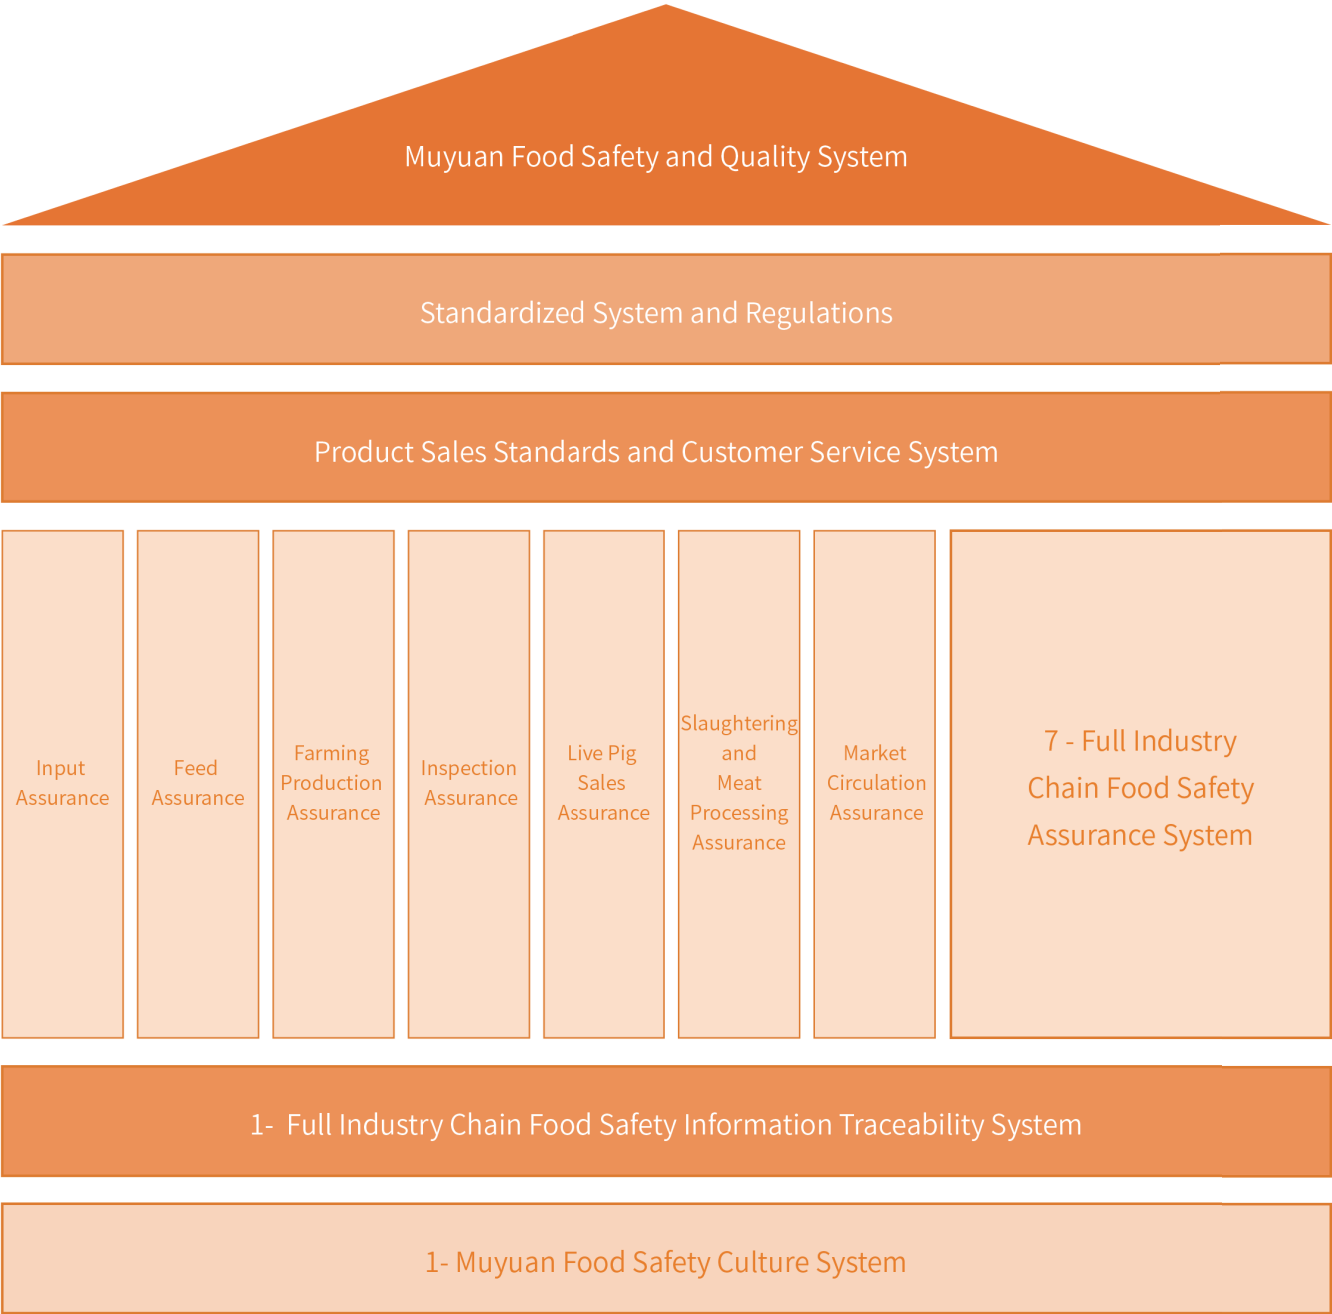 Muyuan Food Safety and Quality System
Standardized System and Regulations
Product Sales Standards and Customer Service System
Input
Assurance
Feed
Assurance
Farming
Production
Assurance
Inspection
Assurance
Live Pig
Sales
Assurance
Slaughtering
and
Meat
Processing
Assurance
Market
Circulation
Assurance
7 - Full Industry
Chain Food Safety
Assurance System
1-  Full Industry Chain Food Safety Information Traceability System
1- Muyuan Food Safety Culture System